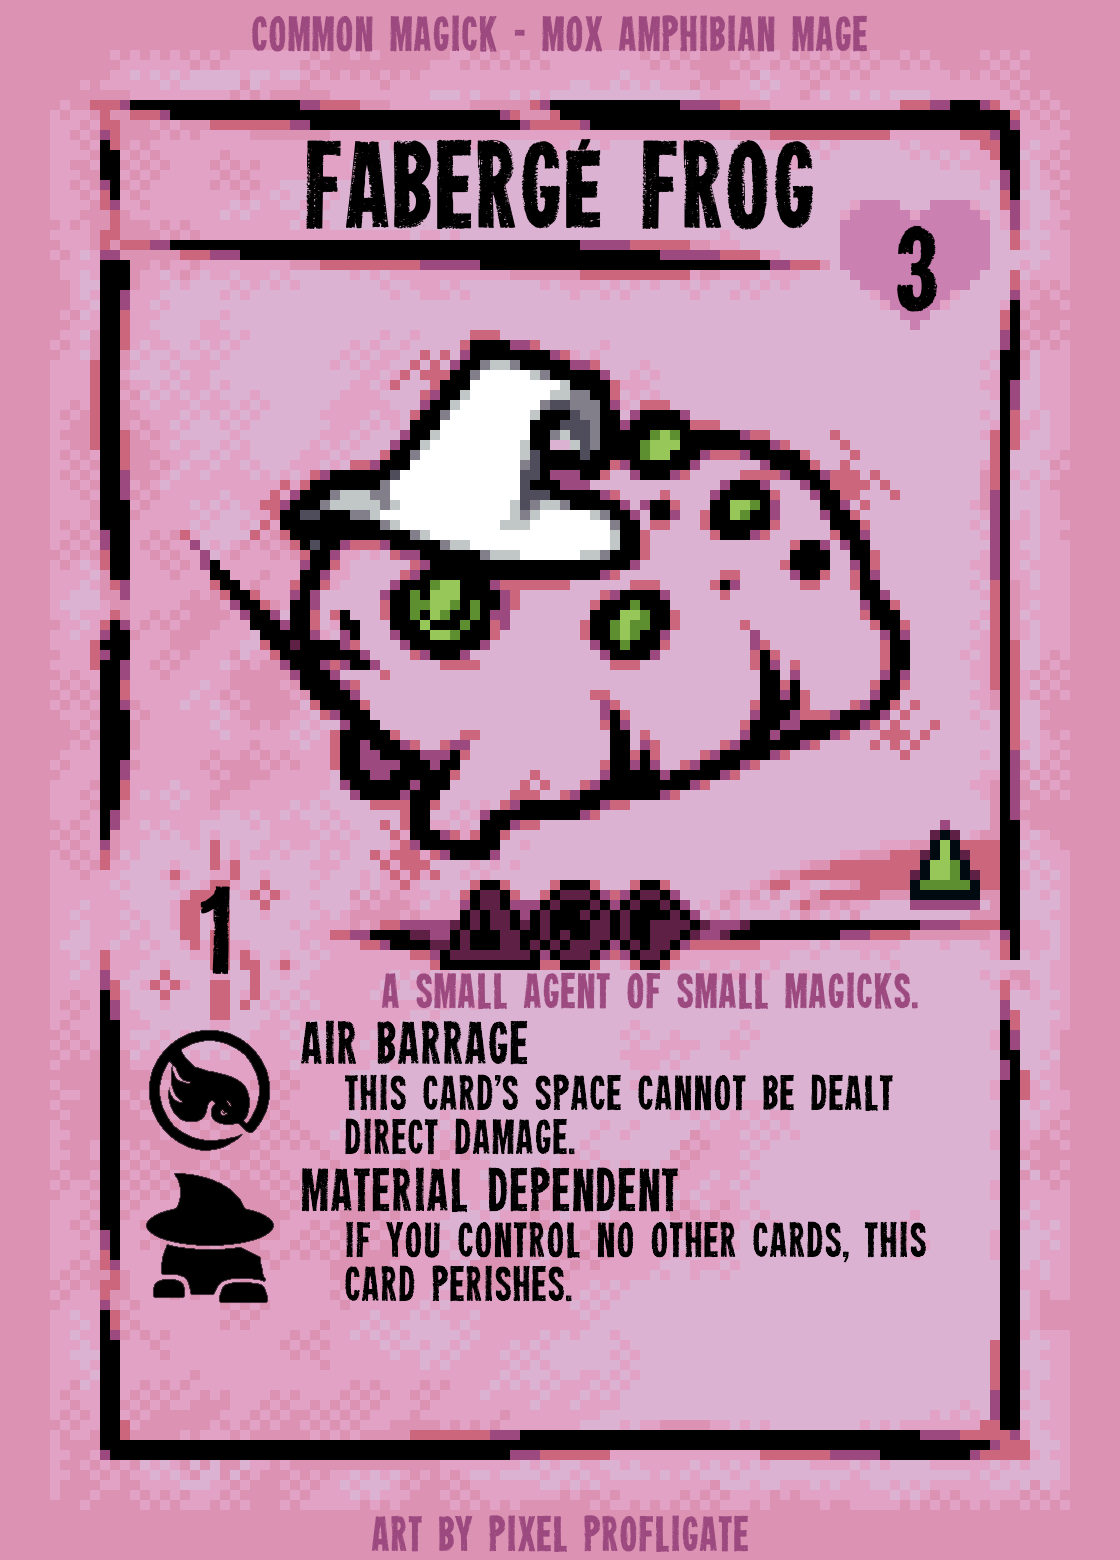 COMMON MAGICK - MOX AMPHIBIAN MAGE
FABERGÉ FROG
3
1
A SMALL AGENT OF SMALL MAGICKS.
AIR BARRAGE
THIS CARD'S SPACE CANNOT BE DEALT
DIRECT DAMAGE.
MATERIAL DEPENDENT
IF YOU CONTROL NO OTHER CARDS, THIS
CARD PERISHES.
ART BY PIXEL PROFLIGATE